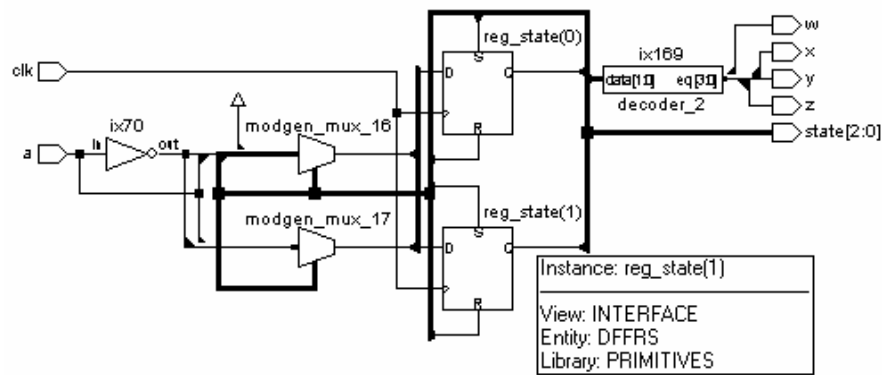 reg_state(0)
w
clk
S
ix169
x
D
Q
data[1:0] eq[3:0]
y
decoder_2
z
ix70
modgen_mux_16
state[2:0]
a
in
out
R
modgen_mux_17
reg_state(1)
S
D
Q
R
Instance: reg_state(1)
View: INTERFACE
Entity: DFFRS
Library: PRIMITIVES